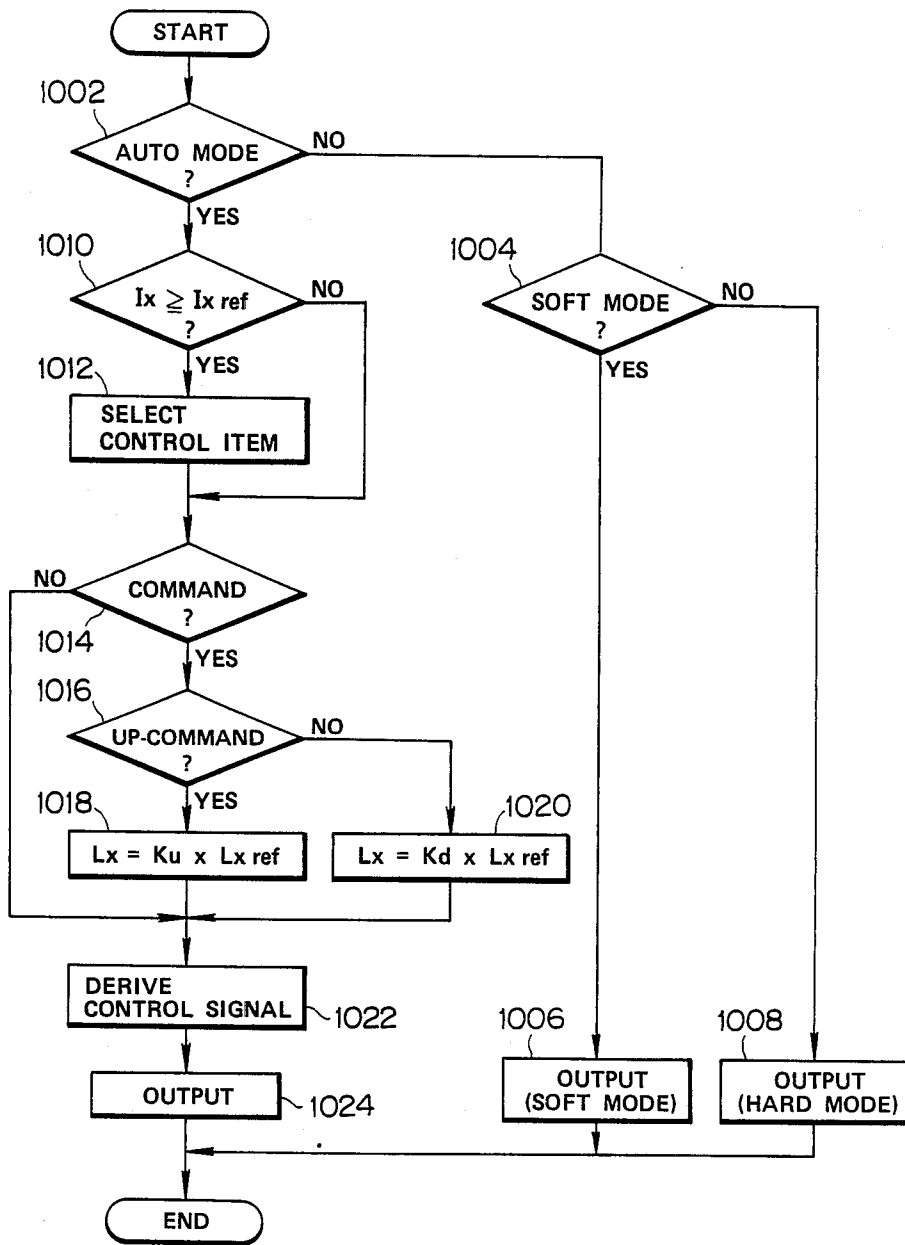 START
1002
AUTO MODE
?
NO
YES
1010
Ix ≧ Ix ref
?
NO
YES
1004
SOFT MODE
?
NO
YES
1012
SELECT
CONTROL ITEM
NO
COMMAND
?
1014
YES
1016
UP-COMMAND
?
NO
YES
1018
Lx = Ku x Lx ref
1020
Lx = Kd x Lx ref
DERIVE
CONTROL SIGNAL
1022
OUTPUT
1024
1006
OUTPUT
(SOFT MODE)
1008
OUTPUT
(HARD MODE)
END